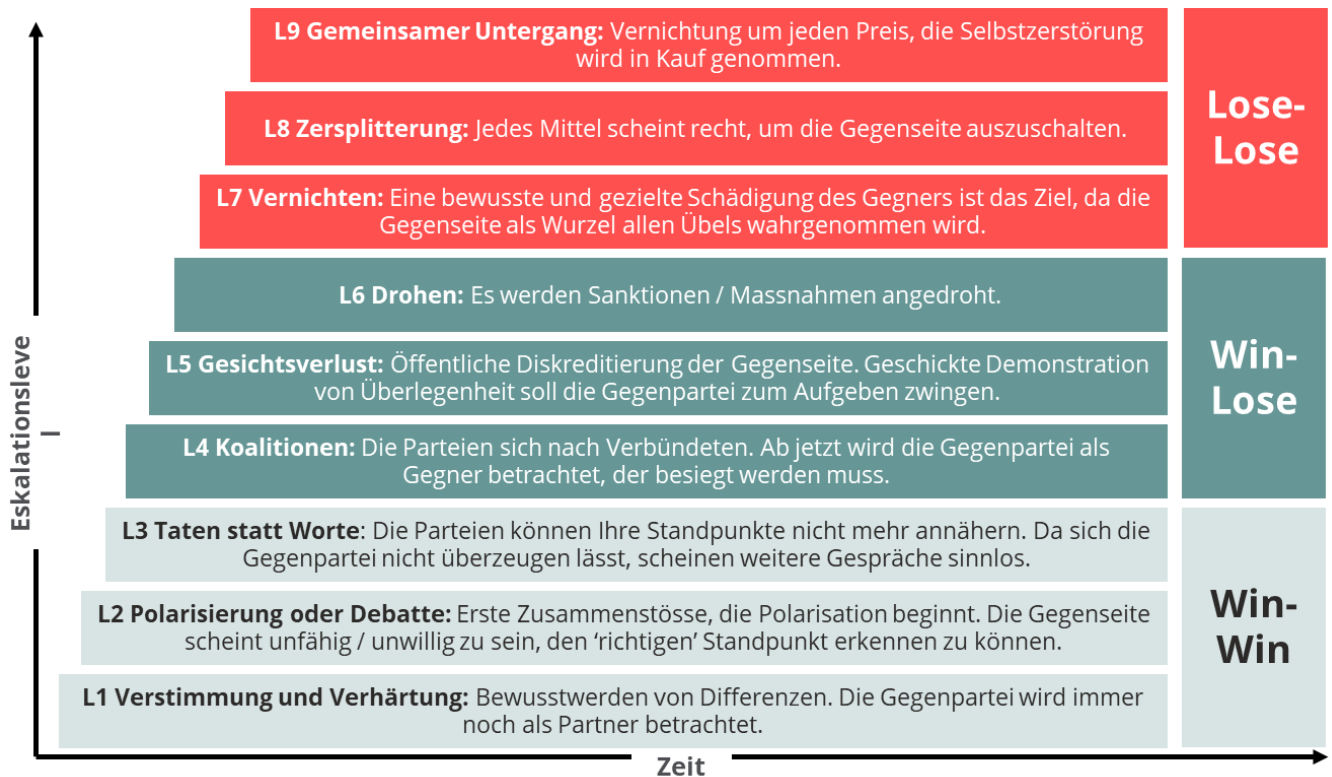 L9 Gemeinsamer Untergang: Vernichtung um jeden Preis, die Selbstzerstörung
wird in Kauf genommen.
L8 Zersplitterung: Jedes Mittel scheint recht, um die Gegenseite auszuschalten.
L7 Vernichten: Eine bewusste und gezielte Schädigung des Gegners ist das Ziel, da die
Gegenseite als Wurzel allen Übels wahrgenommen wird.
Lose-
Lose
L6 Drohen: Es werden Sanktionen / Massnahmen angedroht.
L5 Gesichtsverlust: Öffentliche Diskreditierung der Gegenseite. Geschickte Demonstration
von Überlegenheit soll die Gegenpartei zum Aufgeben zwingen.
L4 Koalitionen: Die Parteien sich nach Verbündeten. Ab jetzt wird die Gegenpartei als
Gegner betrachtet, der besiegt werden muss.
Win-
Lose
L3 Taten statt Worte: Die Parteien können Ihre Standpunkte nicht mehr annähern. Da sich die
Gegenpartei nicht überzeugen lässt, scheinen weitere Gespräche sinnlos.
L2 Polarisierung oder Debatte: Erste Zusammenstösse, die Polarisation beginnt. Die Gegenseite
scheint unfähig / unwillig zu sein, den ‘richtigen’ Standpunkt erkennen zu können.
L1 Verstimmung und Verhärtung: Bewusstwerden von Differenzen. Die Gegenpartei wird immer
noch als Partner betrachtet.
Win-
Win
Eskalationsleve
l
Zeit